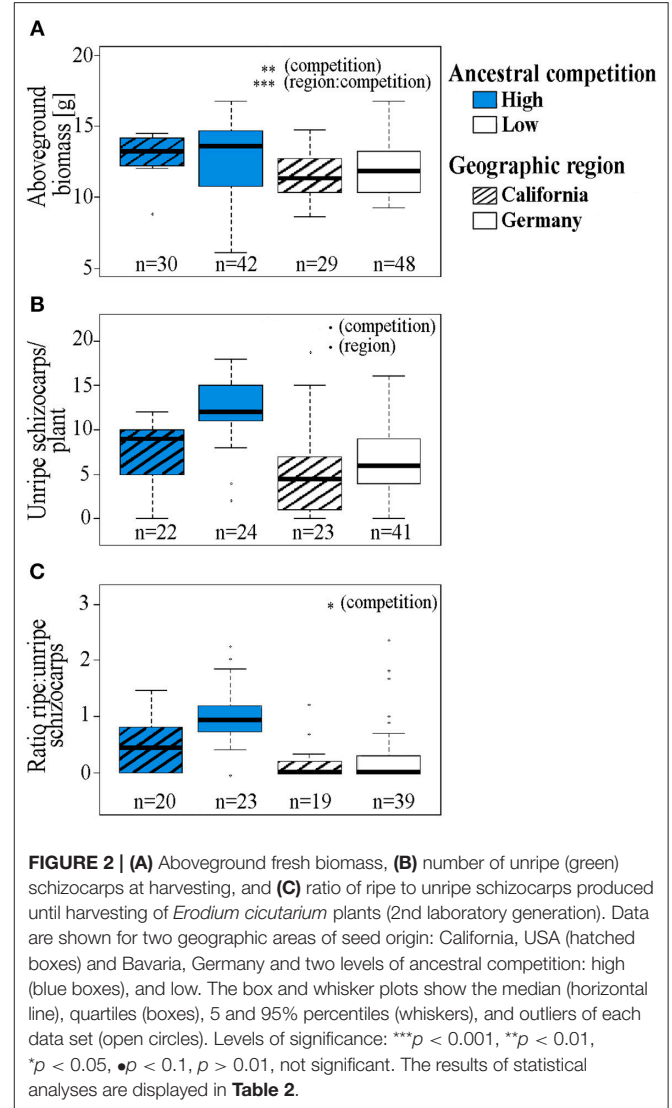 A
20
15
10
5
Aboveground
biomass [g]
** (competition)
*** (region:competition)
n=30 n=42 n=29 n=48
Ancestral competition
High
Low
Geographic region
California
Germany
B
20
15
10
5
0
Unripe schizocarps/
plant
· (competition)
· (region)
n=22 n=24 n=23 n=41
C
3
2
1
0
Ratio ripe:unripe
schizocarps
* (competition)
n=20 n=23 n=19 n=39
FIGURE 2 | (A) Aboveground fresh biomass, (B) number of unripe (green)
schizocarps at harvesting, and (C) ratio of ripe to unripe schizocarps produced
until harvesting of Erodium cicutarium plants (2nd laboratory generation). Data
are shown for two geographic areas of seed origin: California, USA (hatched
boxes) and Bavaria, Germany and two levels of ancestral competition: high
(blue boxes), and low. The box and whisker plots show the median (horizontal
line), quartiles (boxes), 5 and 95% percentiles (whiskers), and outliers of each
data set (open circles). Levels of significance: ***p < 0.001, **p < 0.01,
*p < 0.05, •p < 0.1, p > 0.01, not significant. The results of statistical
analyses are displayed in Table 2.